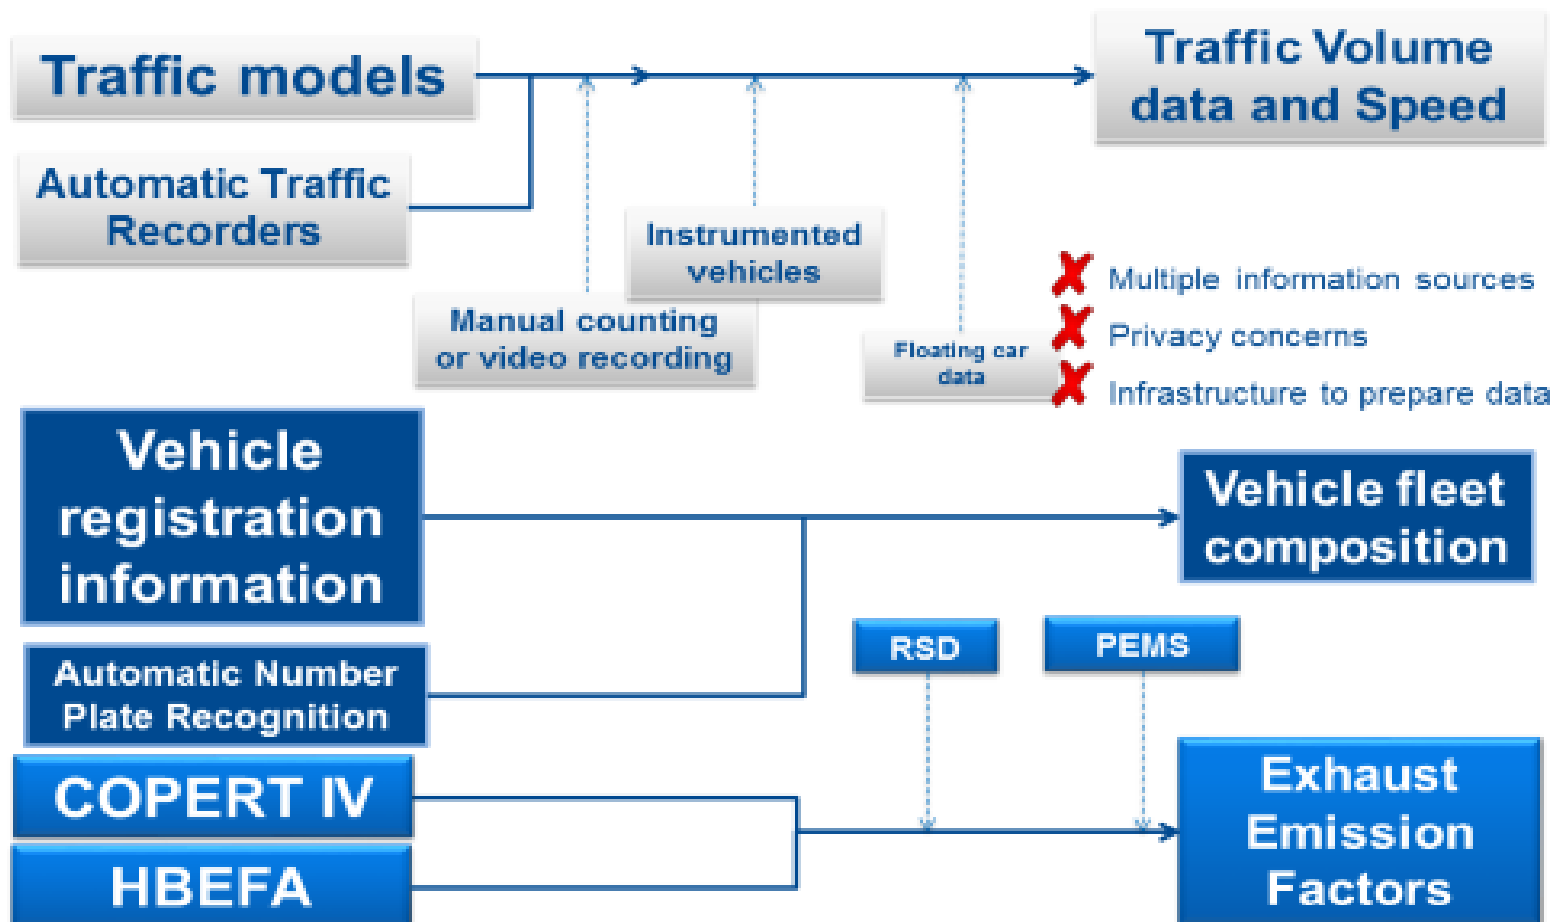 Traffic models
Traffic Volume
data and Speed
Automatic Traffic
Recorders
Instrumented
vehicles
Manual counting
or video recording
Floating car
data
Multiple information sources
Privacy concerns
Infrastructure to prepare data
Vehicle
registration
information
Vehicle fleet
composition
Automatic Number
Plate Recognition
RSD
PEMS
COPERT IV
HBEFA
Exhaust
Emission
Factors